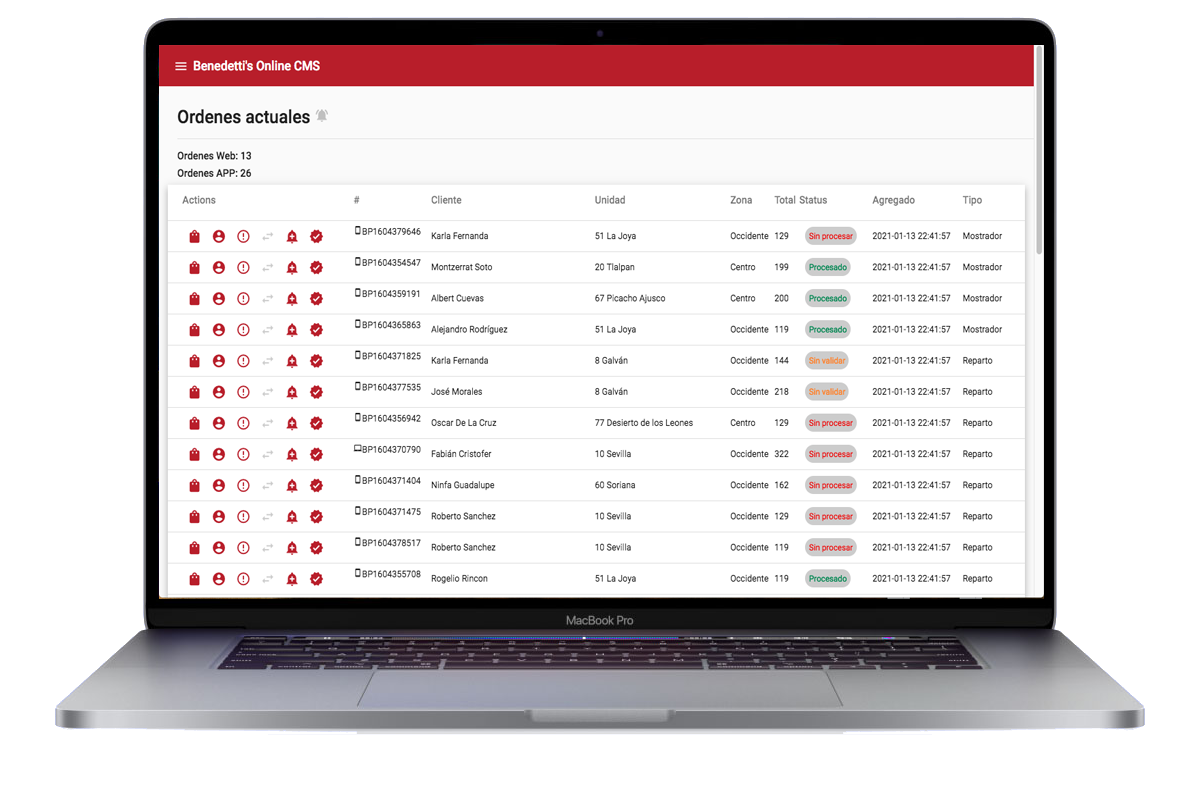 Benedetti's Online CMS
Ordenes actuales
Ordenes Web: 13
Ordenes APP: 26
Actions # Cliente Unidad Zona Total Status Agregado Tipo
BP1604379646 Karla Fernanda 51 La Joya Occidente 129 Sin procesar 2021-01-13 22:41:57 Mostrador
BP1604354547 Montzerrat Soto 20 Tlalpan Centro 199 Procesado 2021-01-13 22:41:57 Mostrador
BP1604359191 Albert Cuevas 67 Picacho Ajusco Centro 200 Procesado 2021-01-13 22:41:57 Mostrador
BP1604365863 Alejandro Rodríguez 51 La Joya Occidente 119 Procesado 2021-01-13 22:41:57 Mostrador
BP1604371825 Karla Fernanda 8 Galván Occidente 144 Sin validar 2021-01-13 22:41:57 Reparto
BP1604377535 José Morales 8 Galván Occidente 218 Sin validar 2021-01-13 22:41:57 Reparto
BP1604356942 Oscar De La Cruz 77 Desierto de los Leones Centro 129 Sin procesar 2021-01-13 22:41:57 Reparto
BP1604370790 Fabián Cristofer 10 Sevilla Occidente 322 Sin procesar 2021-01-13 22:41:57 Reparto
BP1604371404 Ninfa Guadalupe 60 Soriana Occidente 162 Sin procesar 2021-01-13 22:41:57 Reparto
BP1604371475 Roberto Sanchez 10 Sevilla Occidente 129 Sin procesar 2021-01-13 22:41:57 Reparto
BP1604378517 Roberto Sanchez 10 Sevilla Occidente 119 Sin procesar 2021-01-13 22:41:57 Reparto
BP1604355708 Rogelio Rincon 51 La Joya Occidente 119 Procesado 2021-01-13 22:41:57 Reparto
MacBook Pro